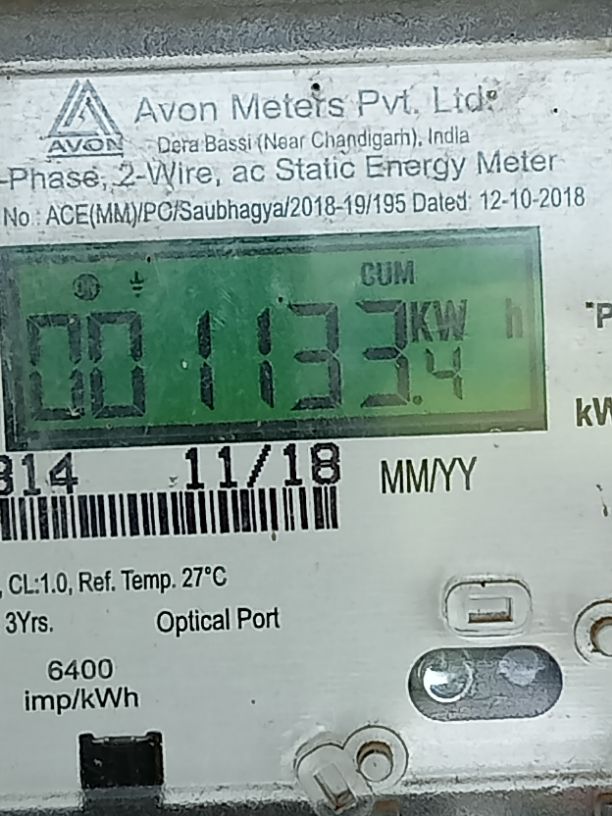 AVON
Avon Meters Pvt. Ltd.
Dera Bassi (Near Chandigarh), India
-Phase, 2-Wire, ac Static Energy Meter
No : ACE(MM)/PC/Saubhagya/2018-19/195 Dated: 12-10-2018
CUM
001133.4 KW h
314 11/18 MM/YY
, CL:1.0, Ref. Temp. 27°C
3Yrs. Optical Port
6400
imp/kWh